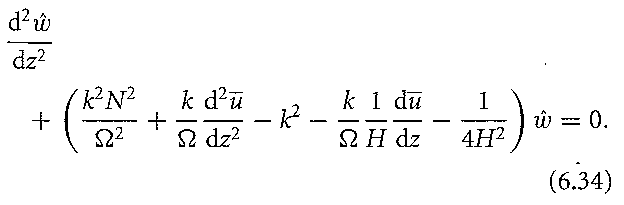 d²ŵ/dz²
+ (k²N²/Ω² + k/Ω d²ū/dz² − k² − k/Ω 1/H dū/dz − 1/4H²) ŵ = 0.
(6.34)